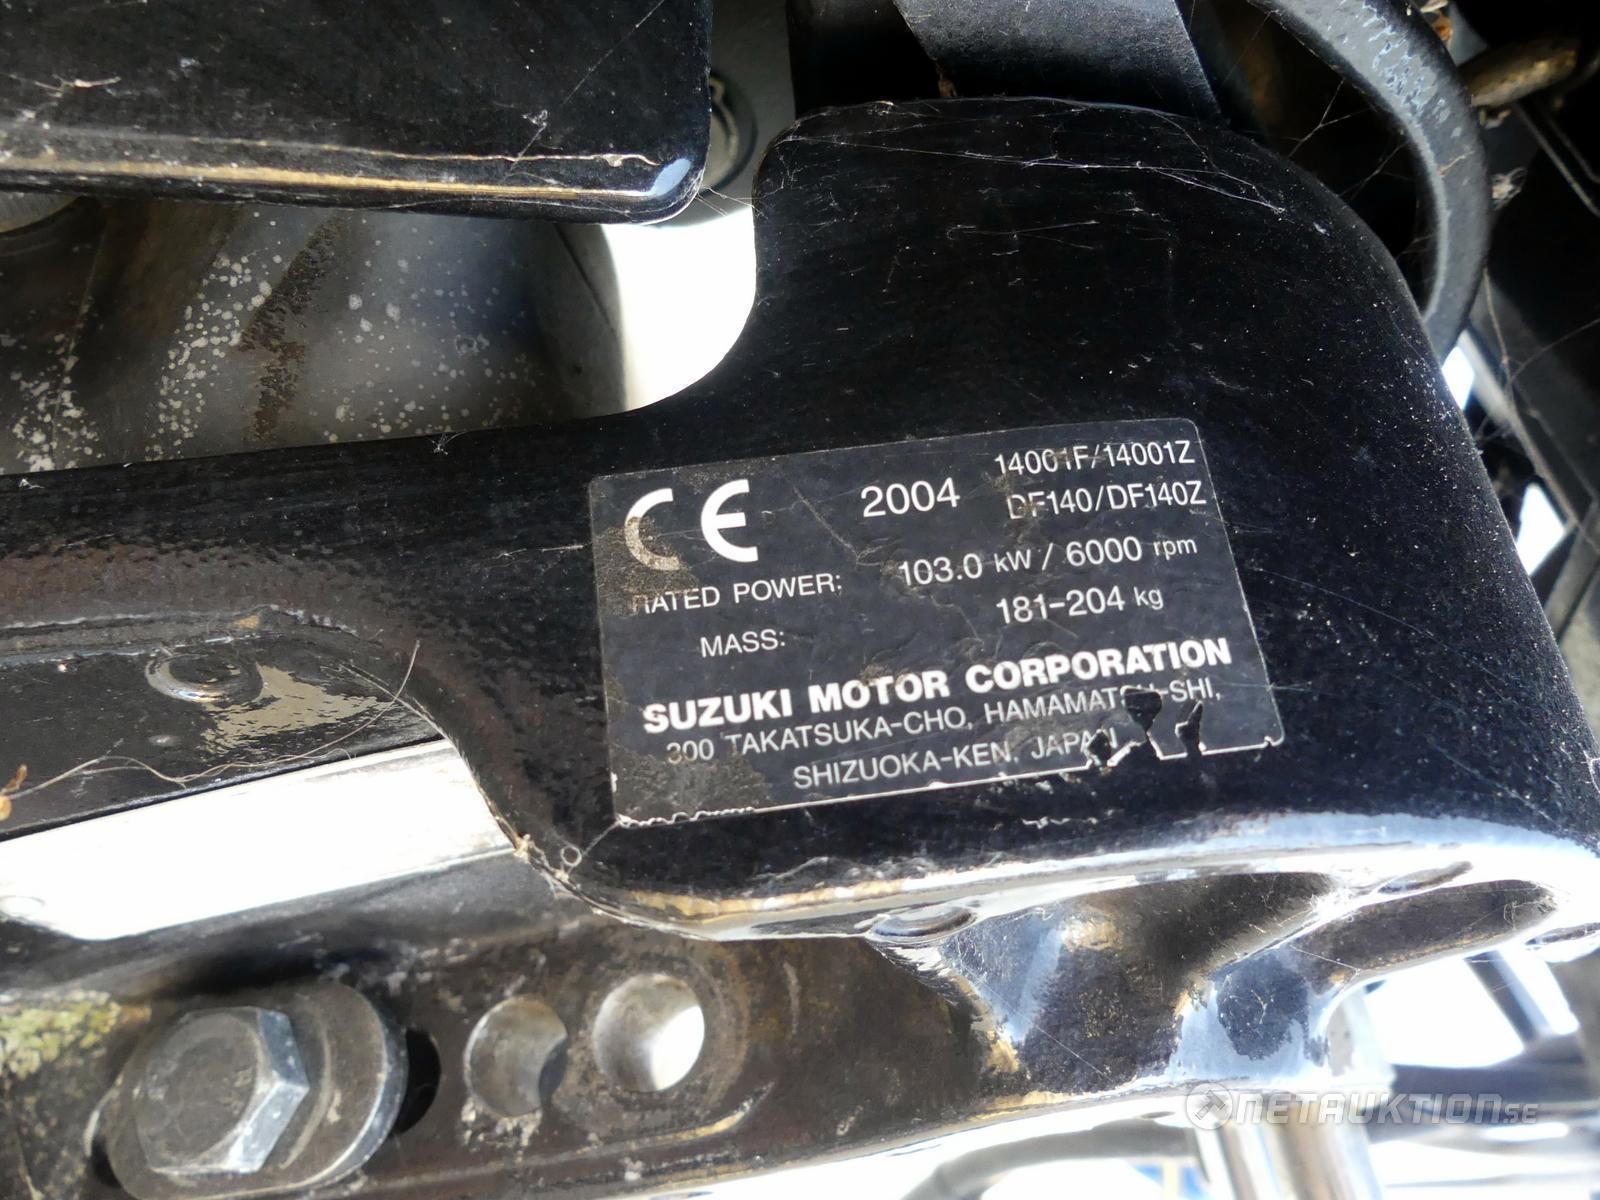 CE 2004 14001F/14001Z
DF140/DF140Z
RATED POWER: 103.0 kW / 6000 rpm
MASS: 181-204 kg
SUZUKI MOTOR CORPORATION
300 TAKATSUKA-CHO, HAMAMATSU-SHI,
SHIZUOKA-KEN, JAPAN
NETAUKTION.SE